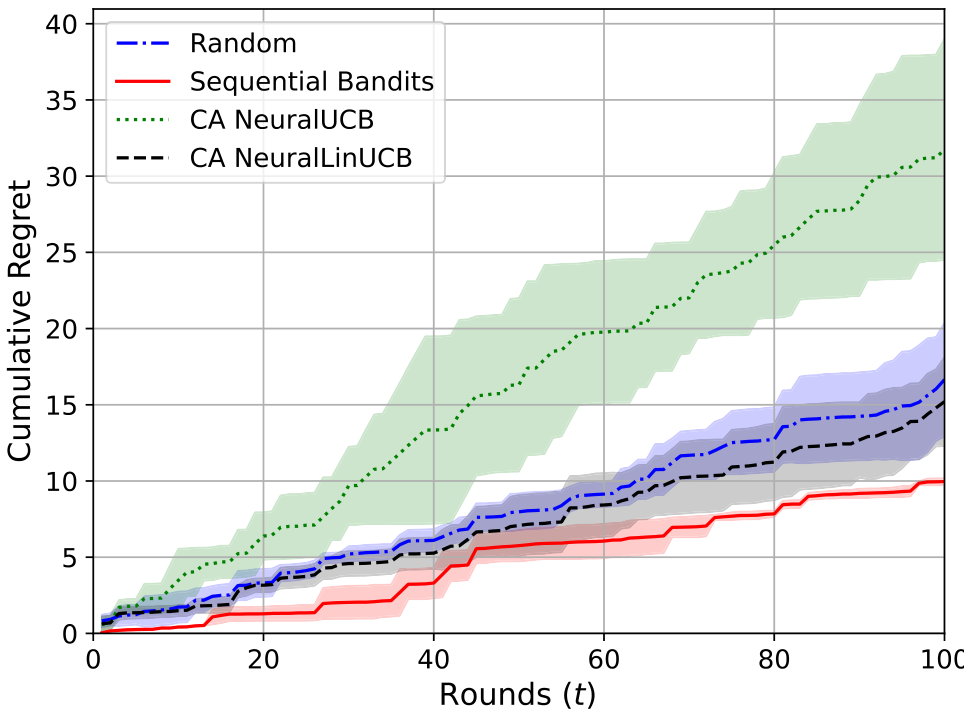 Random
Sequential Bandits
CA NeuralUCB
CA NeuralLinUCB
Cumulative Regret
40
35
30
25
20
15
10
5
0
0 20 40 60 80 100
Rounds (t)